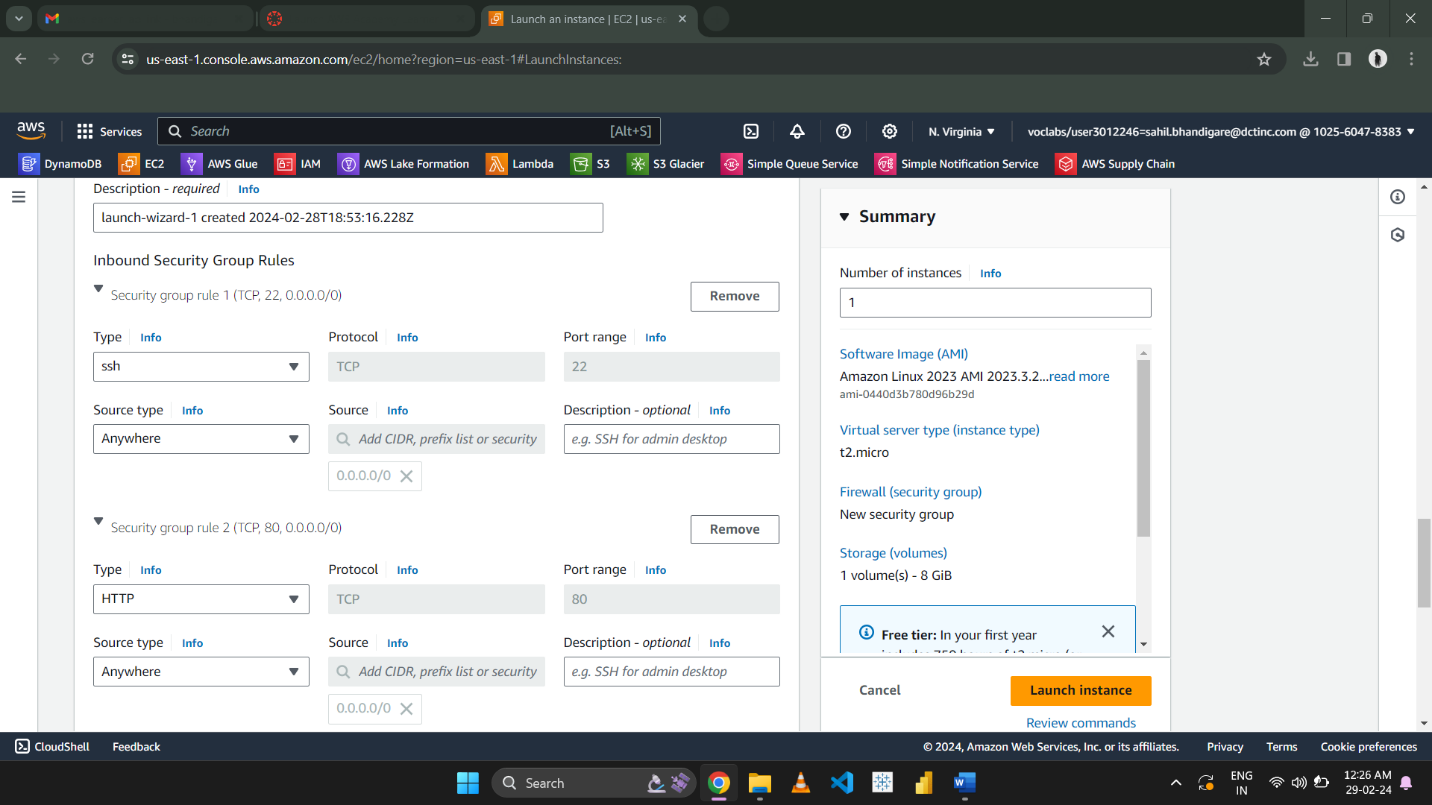 Launch an instance | EC2 | us-ea
us-east-1.console.aws.amazon.com/ec2/home?region=us-east-1#LaunchInstances:
aws
Services
Search
[Alt+S]
N. Virginia
voclabs/user3012246=sahil.bhandigare@dctinc.com @ 1025-6047-8383
DynamoDB
EC2
AWS Glue
IAM
AWS Lake Formation
Lambda
S3
S3 Glacier
Simple Queue Service
Simple Notification Service
AWS Supply Chain
Description - required
Info
launch-wizard-1 created 2024-02-28T18:53:16.228Z
Inbound Security Group Rules
Security group rule 1 (TCP, 22, 0.0.0.0/0)
Remove
Type Info
Protocol Info
Port range Info
ssh
TCP
22
Source type Info
Source Info
Description - optional Info
Anywhere
Add CIDR, prefix list or security
e.g. SSH for admin desktop
0.0.0.0/0
Security group rule 2 (TCP, 80, 0.0.0.0/0)
Remove
Type Info
Protocol Info
Port range Info
HTTP
TCP
80
Source type Info
Source Info
Description - optional Info
Anywhere
Add CIDR, prefix list or security
e.g. SSH for admin desktop
0.0.0.0/0
Summary
Number of instances Info
1
Software Image (AMI)
Amazon Linux 2023 AMI 2023.3.2...read more
ami-0440d3b780d96b29d
Virtual server type (instance type)
t2.micro
Firewall (security group)
New security group
Storage (volumes)
1 volume(s) - 8 GiB
Free tier: In your first year
Cancel
Launch instance
Review commands
CloudShell
Feedback
© 2024, Amazon Web Services, Inc. or its affiliates.
Privacy
Terms
Cookie preferences
Search
ENG
IN
12:26 AM
29-02-24